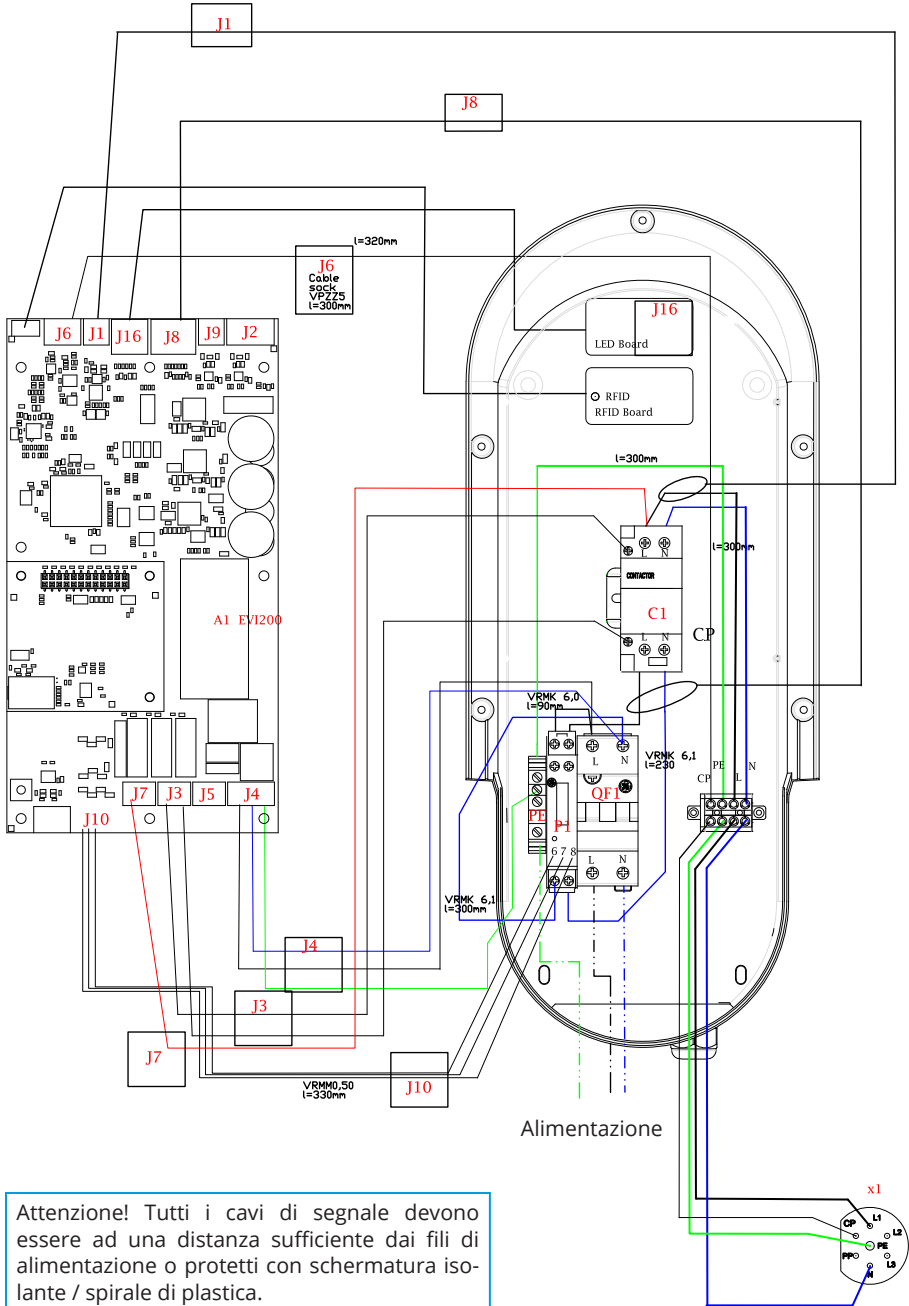 J1
J8
l=320mm
J6
Cable
sock
VPZZ5
l=300mm
J16
LED Board
J6 J1 J16 J8 J9 J2
RFID
RFID Board
l=300mm
L N
l=300mm
CONTACTOR
C1
A1 EVI200
CP
L N
VRMK 6,0
l=90mm
VRMK 6,1
l=230
L N
PE N
CP L
QF1
PE P1
J7 J3 J5 J4
J10
6 7 8
L N
VRMK 6,1
l=300mm
J4
J3
J7
J10
VRMM0,50
l=330mm
Alimentazione
x1
L1
CP
L2
PE
PP
L3
N
Attenzione! Tutti i cavi di segnale devono
essere ad una distanza sufficiente dai fili di
alimentazione o protetti con schermatura iso-
lante / spirale di plastica.